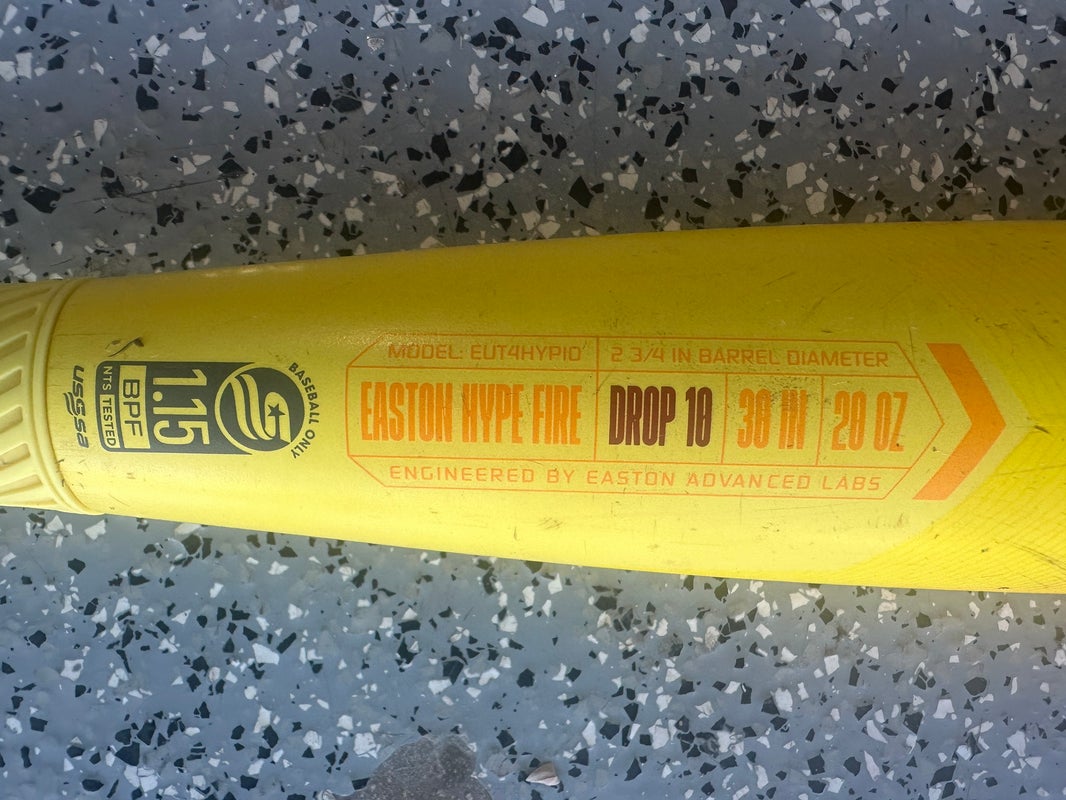 MODEL: EUT4HYP10
2 3/4 IN BARREL DIAMETER
EASTON HYPE FIRE
DROP 10
30 IN
20 OZ
ENGINEERED BY EASTON ADVANCED LABS
BASEBALL ONLY
1.15
BPF
NTS TESTED
USSSA